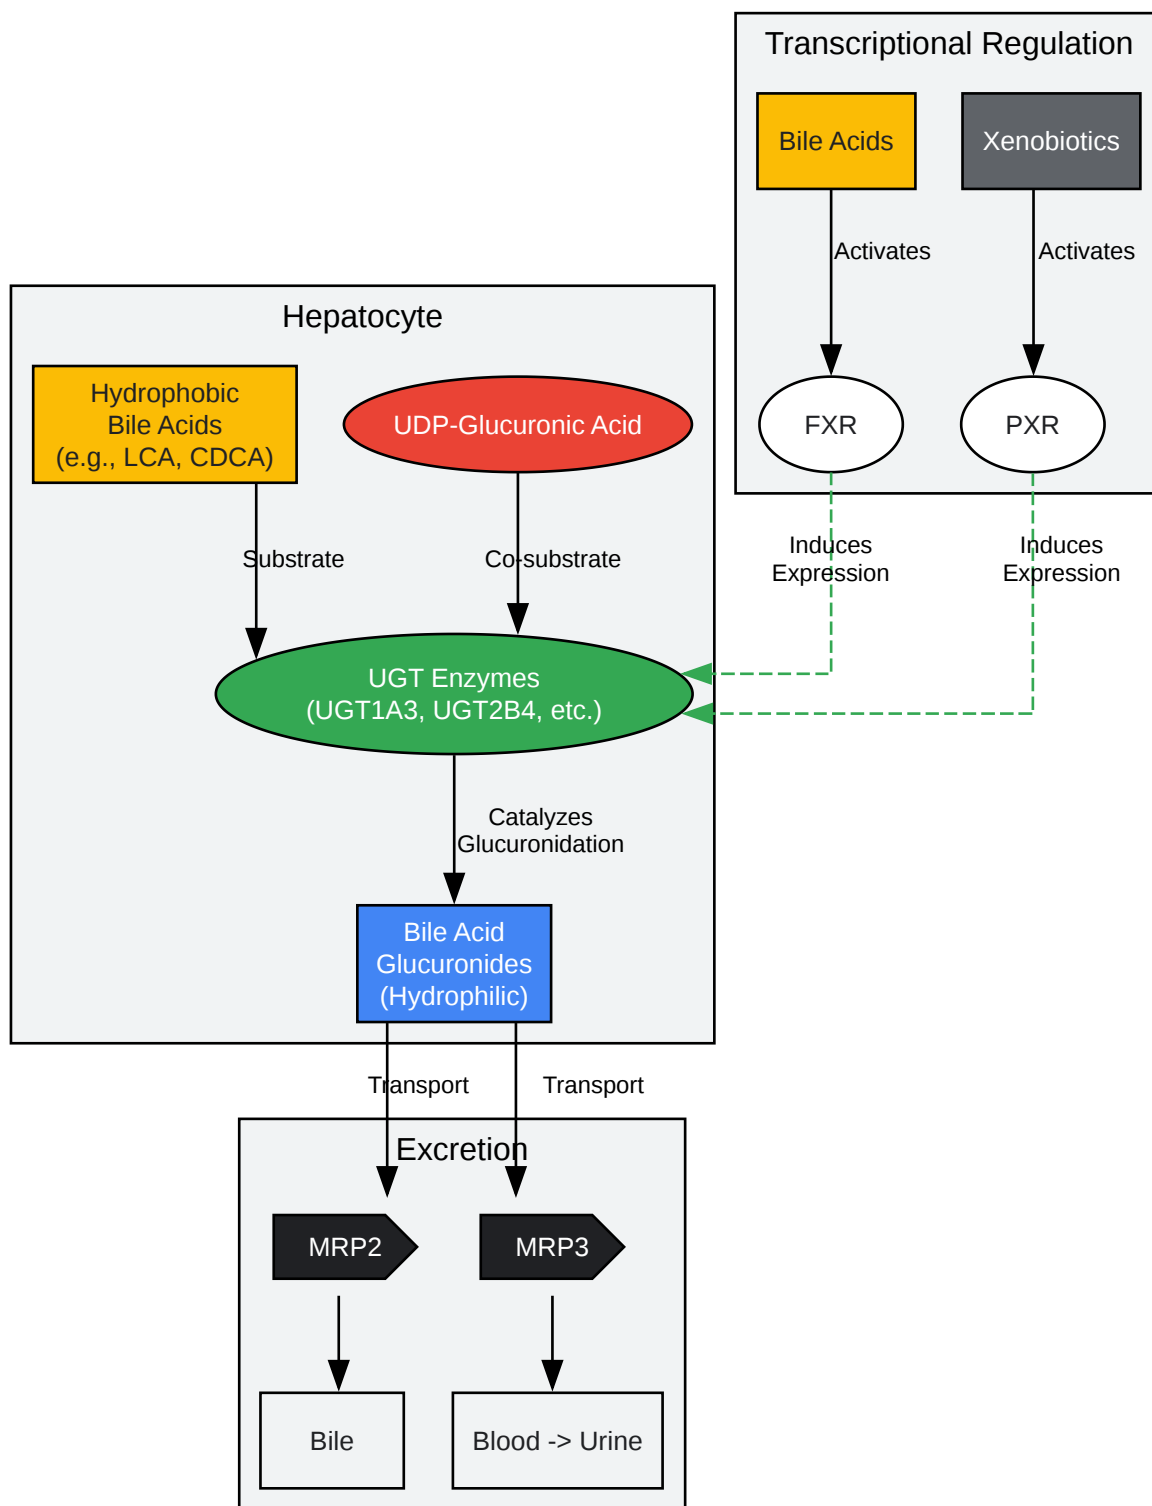 Transcriptional Regulation
Bile Acids
Xenobiotics
Activates
Activates
FXR
PXR
Induces
Expression
Induces
Expression
Hepatocyte
Hydrophobic
Bile Acids
(e.g., LCA, CDCA)
UDP-Glucuronic Acid
Substrate
Co-substrate
UGT Enzymes
(UGT1A3, UGT2B4, etc.)
Catalyzes
Glucuronidation
Bile Acid
Glucuronides
(Hydrophilic)
Transport
Transport
Excretion
MRP2
MRP3
Bile
Blood -> Urine